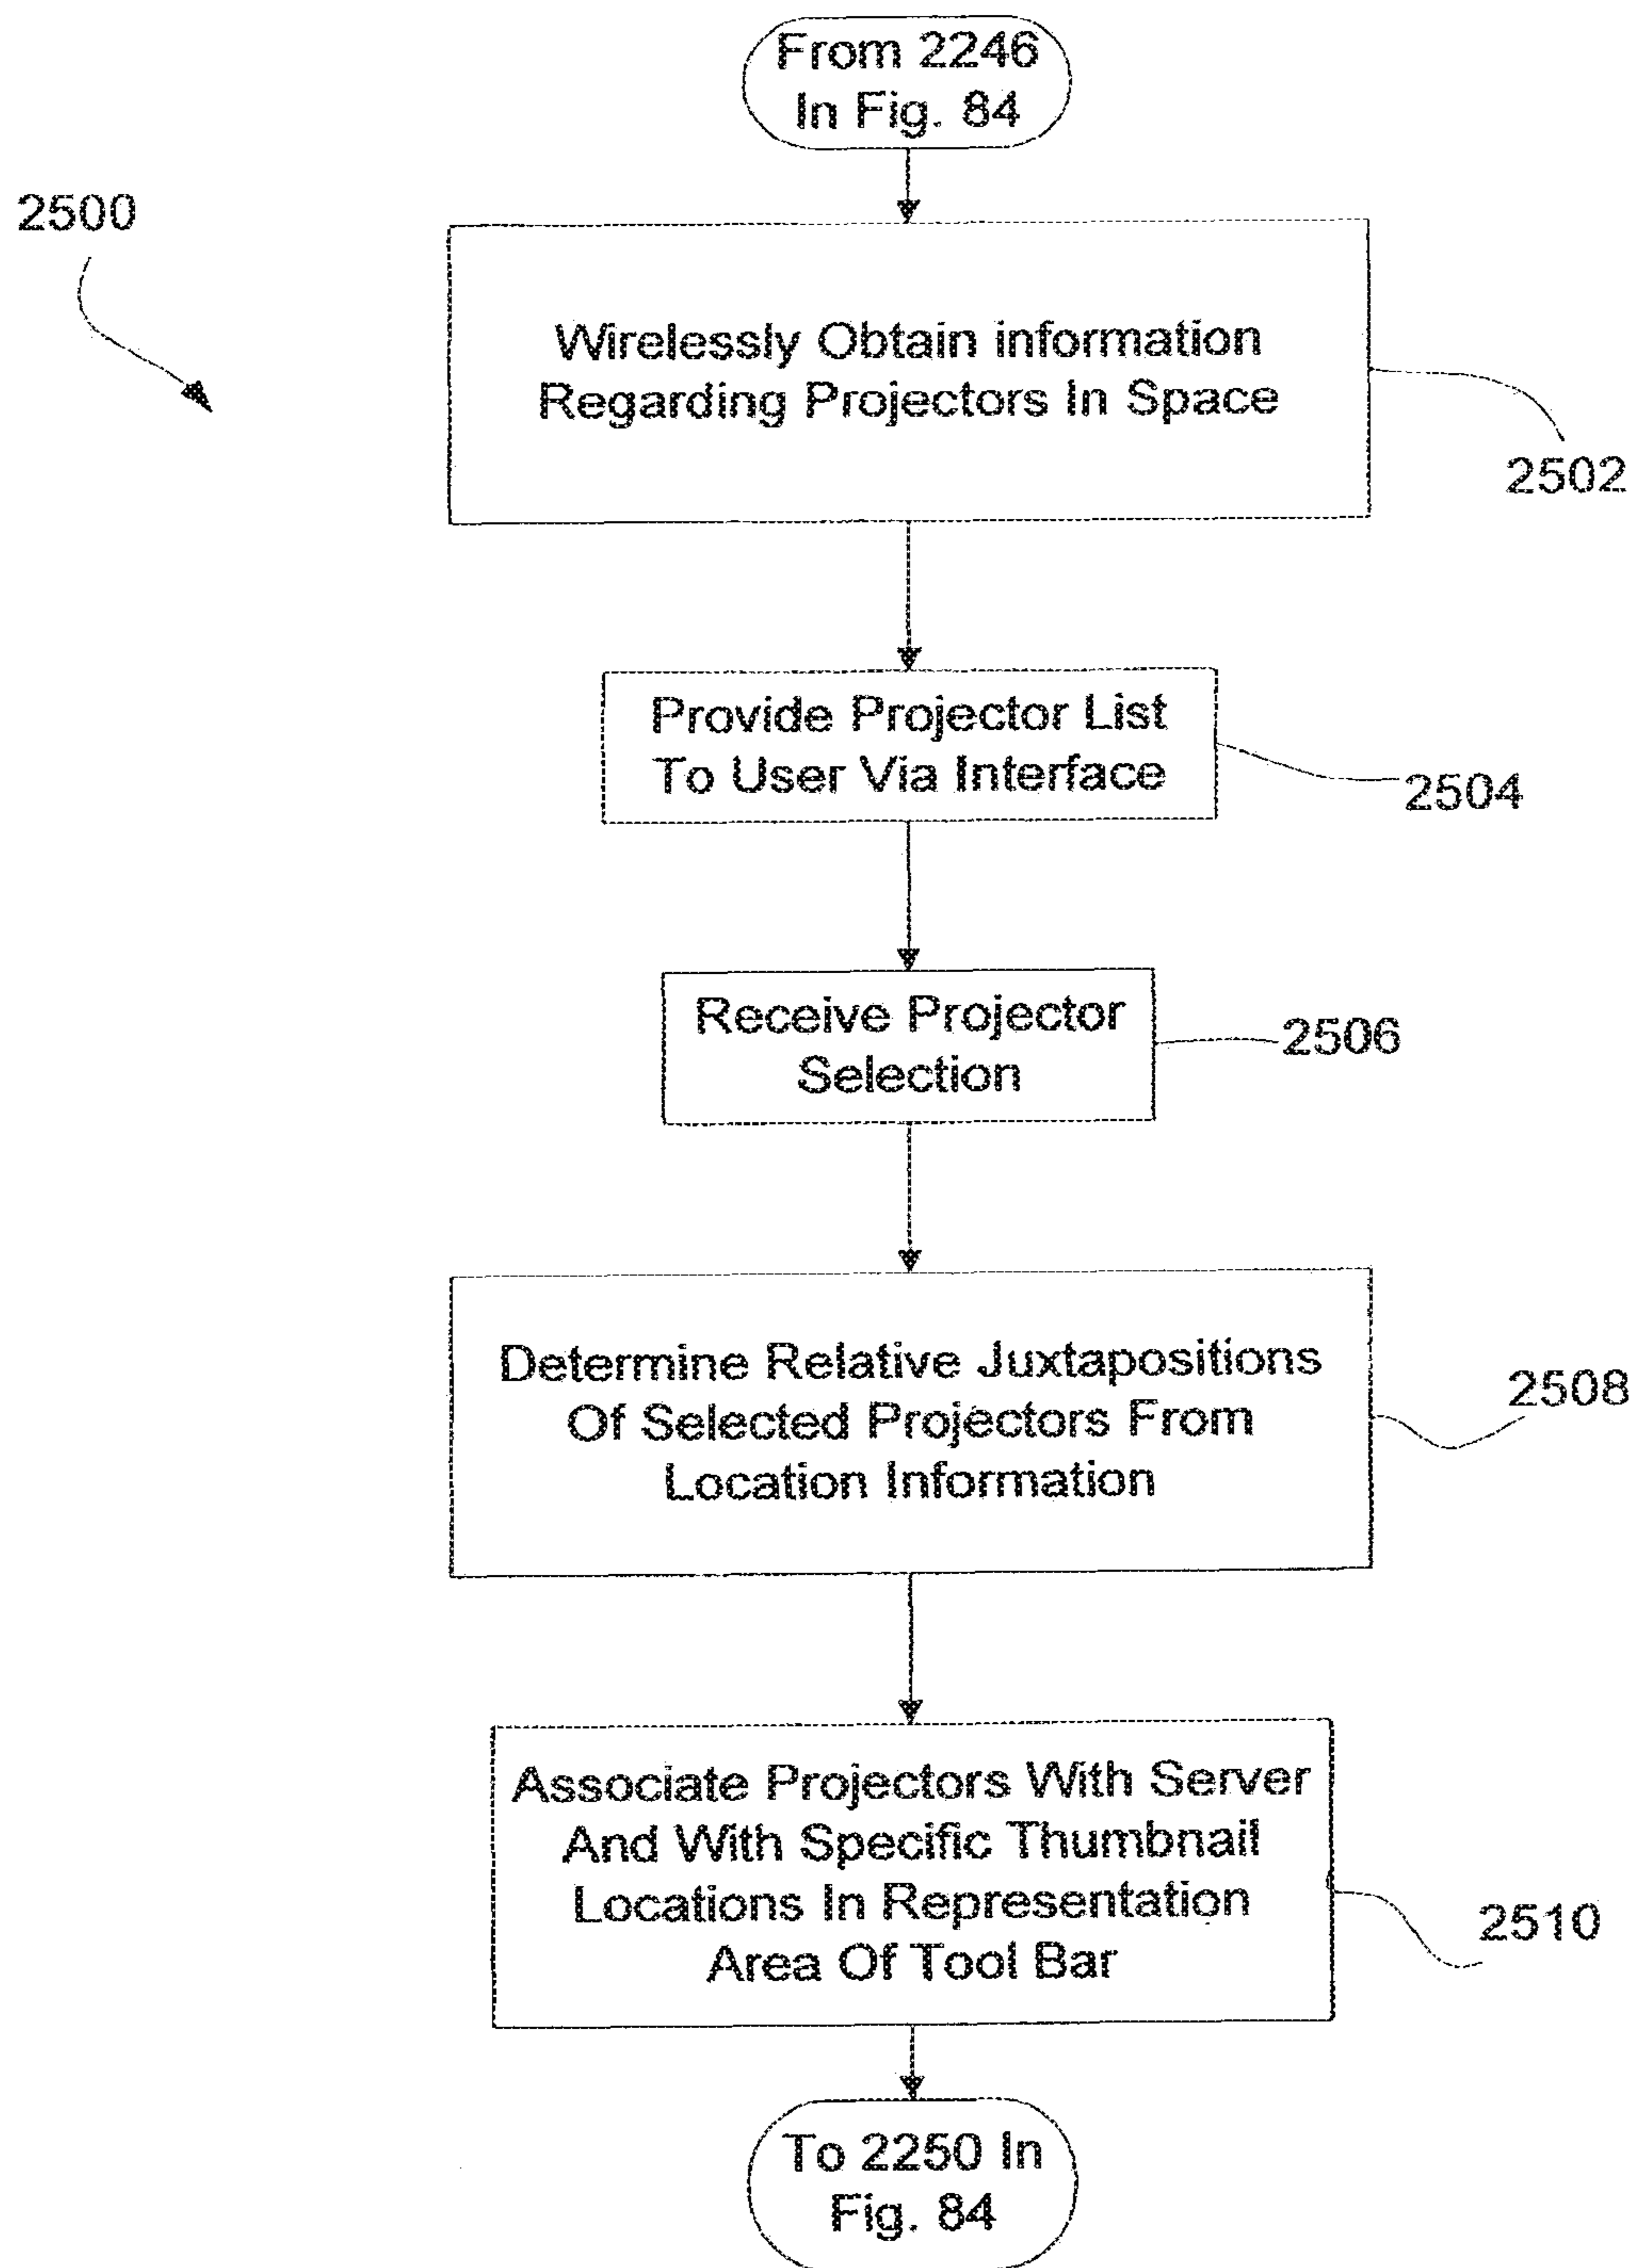 From 2246
In Fig. 84
2500
Wirelessly Obtain information
Regarding Projectors In Space
2502
Provide Projector List
To User Via Interface
2504
Receive Projector
Selection
2506
Determine Relative Juxtapositions
Of Selected Projectors From
Location Information
2508
Associate Projectors With Server
And With Specific Thumbnail
Locations In Representation
Area Of Tool Bar
2510
To 2250 In
Fig. 84